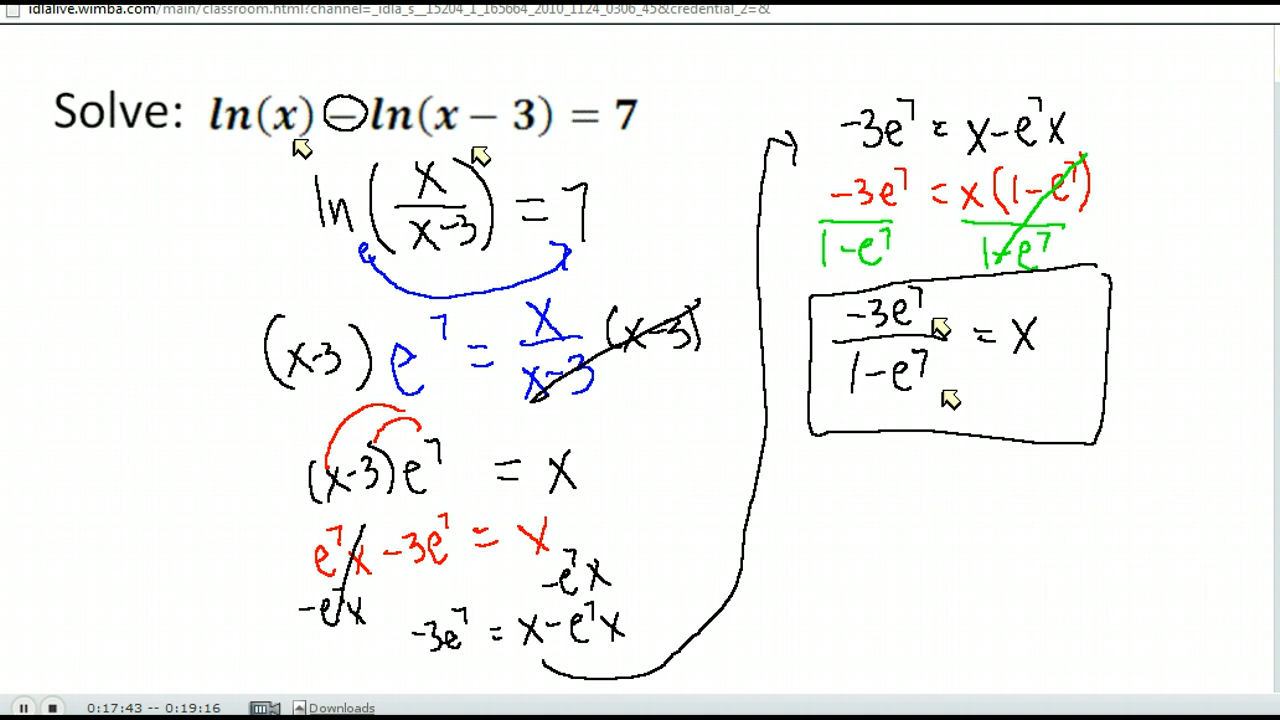 idlalive.wimba.com/main/classroom.html?channel=_idla_s__15204_1_165664_2010_1124_0306_45&credential_2=&
Solve: ln(x) − ln(x − 3) = 7
ln(x/(x-3)) = 7
(x-3) e^7 = x/(x-3) (x-3)
(x-3)e^7 = x
e^7x -3e^7 = x
-e^7x -e^7x
-3e^7 = x-e^7x
-3e^7 = x-e^7x
-3e^7 = x(1-e^7)
1-e^7 1-e^7
-3e^7/(1-e^7) = x
0:17:43 -- 0:19:16 Downloads